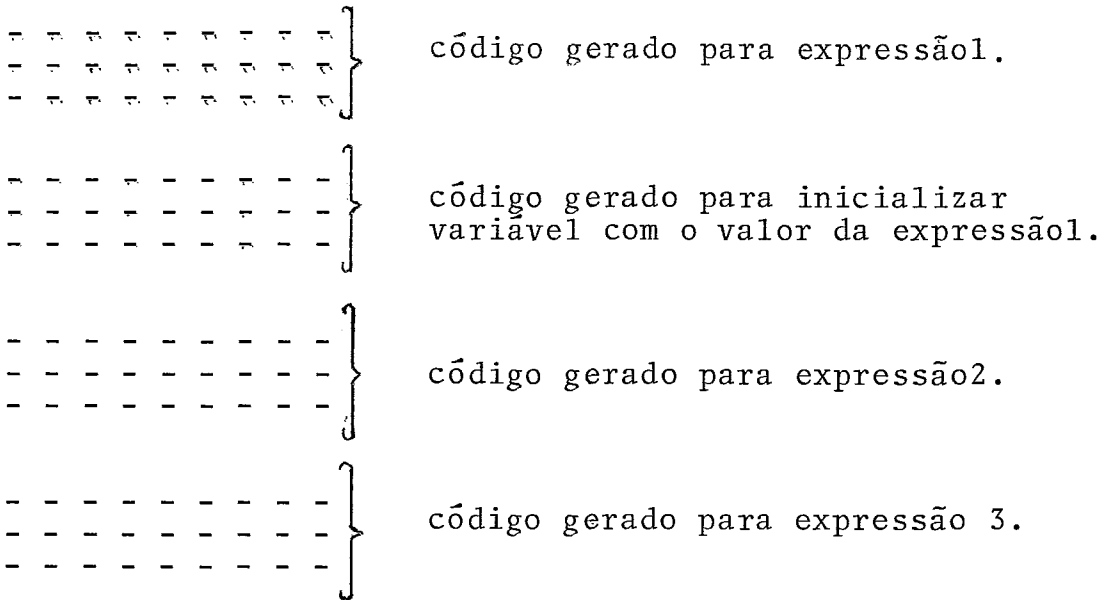 código gerado para expressão1.
código gerado para inicializar
variável com o valor da expressão1.
código gerado para expressão2.
código gerado para expressão 3.